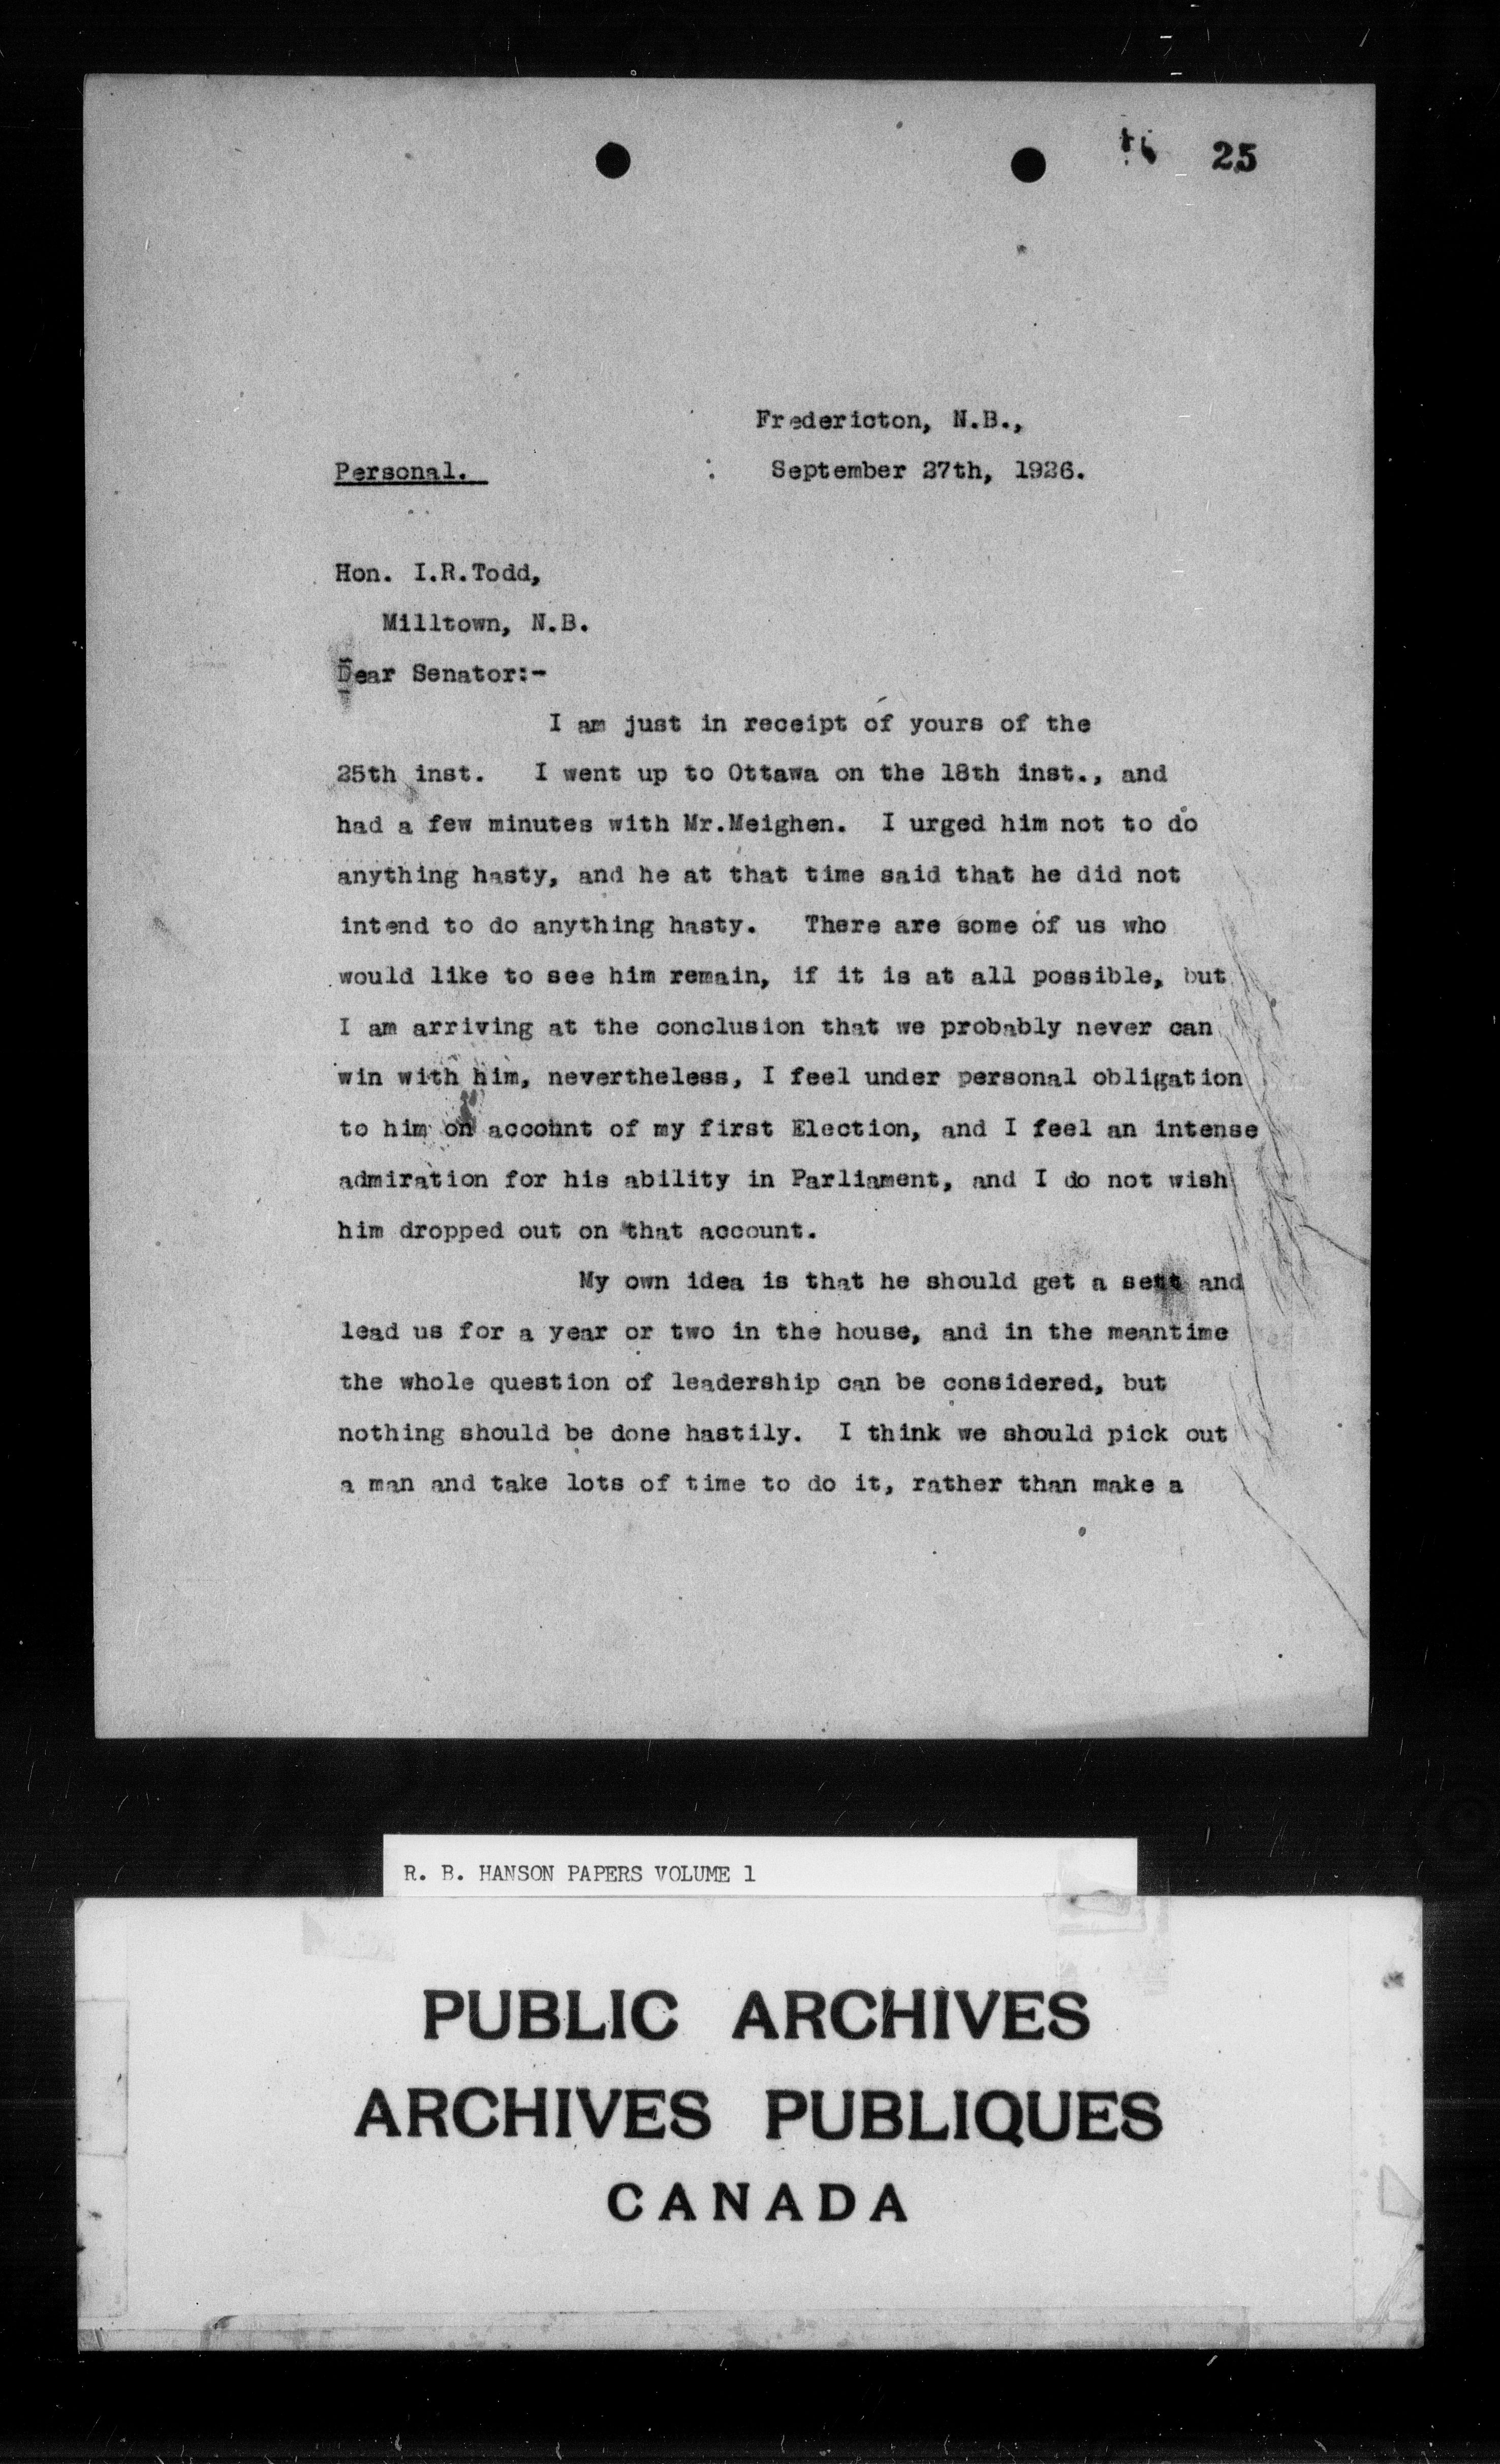 25
Fredericton, N.B.,
Personal. September 27th, 1926.
Hon. I.R.Todd,
Milltown, N.B.
Dear Senator:-
I am just in receipt of yours of the
25th inst. I went up to Ottawa on the 18th inst., and
had a few minutes with Mr.Meighen. I urged him not to do
anything hasty, and he at that time said that he did not
intend to do anything hasty. There are some of us who
would like to see him remain, if it is at all possible, but
I am arriving at the conclusion that we probably never can
win with him, nevertheless, I feel under personal obligation
to him on account of my first Election, and I feel an intense
admiration for his ability in Parliament, and I do not wish
him dropped out on that account.
My own idea is that he should get a seat and
lead us for a year or two in the house, and in the meantime
the whole question of leadership can be considered, but
nothing should be done hastily. I think we should pick out
a man and take lots of time to do it, rather than make a
R. B. HANSON PAPERS VOLUME 1
PUBLIC ARCHIVES
ARCHIVES PUBLIQUES
CANADA